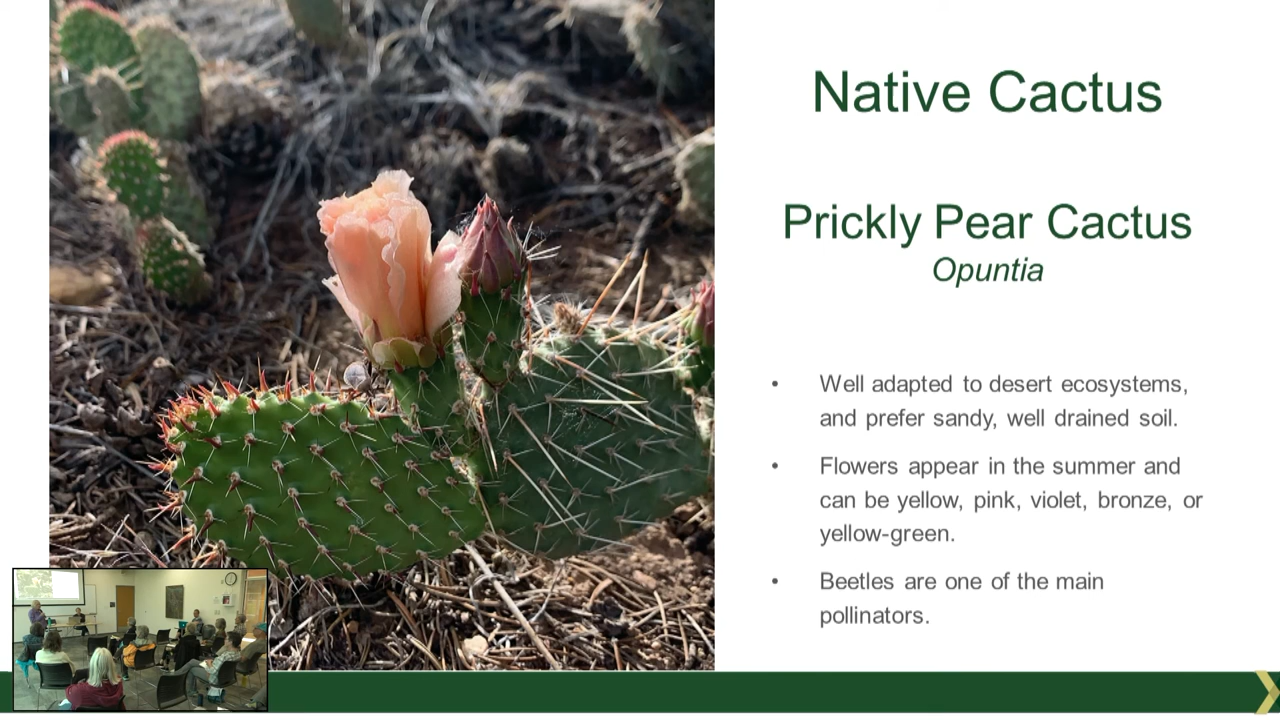 Native Cactus
Prickly Pear Cactus
Opuntia
• Well adapted to desert ecosystems,
and prefer sandy, well drained soil.
• Flowers appear in the summer and
can be yellow, pink, violet, bronze, or
yellow-green.
• Beetles are one of the main
pollinators.